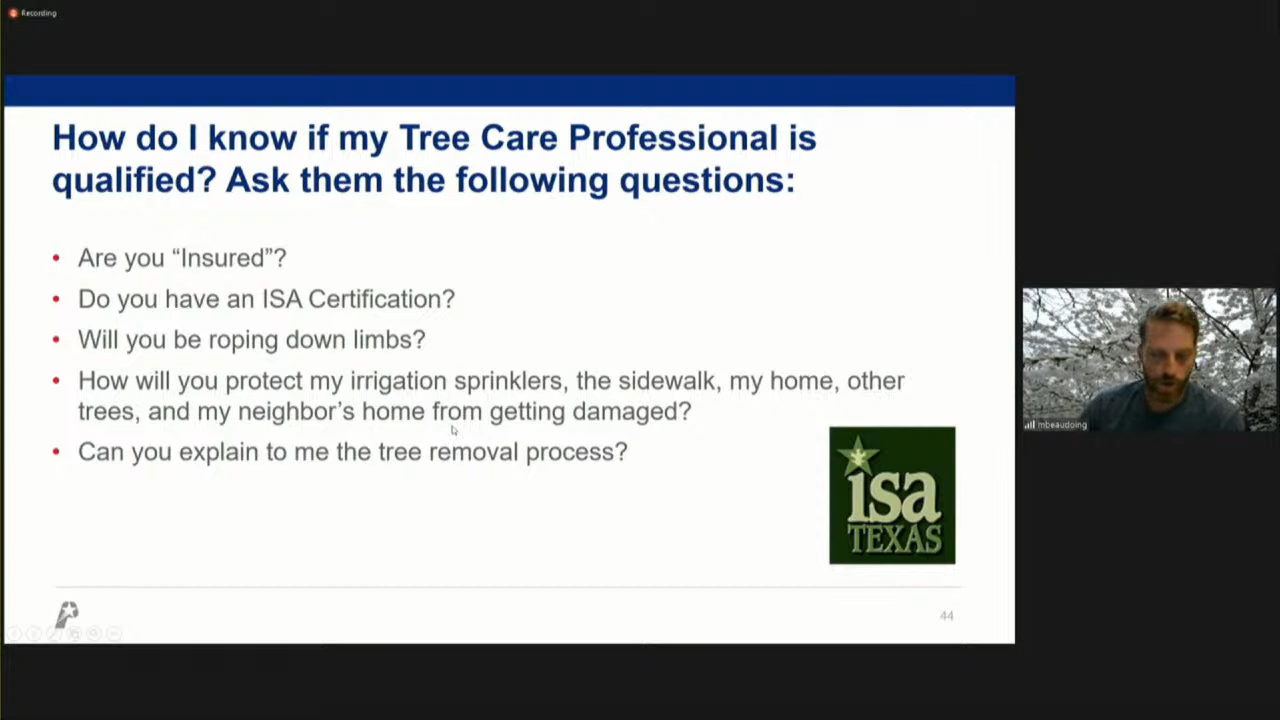 Recording
How do I know if my Tree Care Professional is
qualified? Ask them the following questions:
• Are you “Insured”?
• Do you have an ISA Certification?
• Will you be roping down limbs?
• How will you protect my irrigation sprinklers, the sidewalk, my home, other
trees, and my neighbor’s home from getting damaged?
• Can you explain to me the tree removal process?
isa
TEXAS
mbeaudoing
44